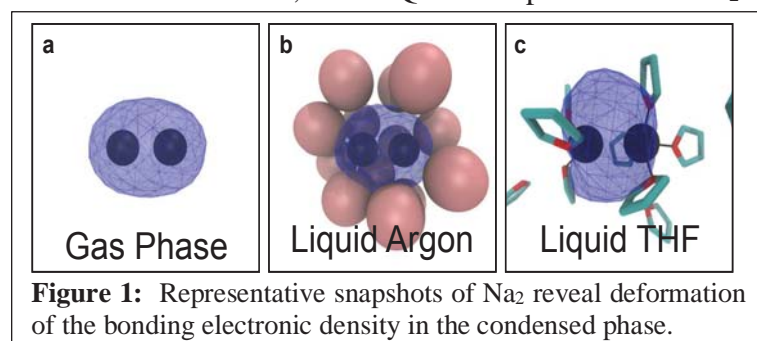 a
b
c
Gas Phase
Liquid Argon
Liquid THF
Figure 1: Representative snapshots of Na₂ reveal deformation
of the bonding electronic density in the condensed phase.